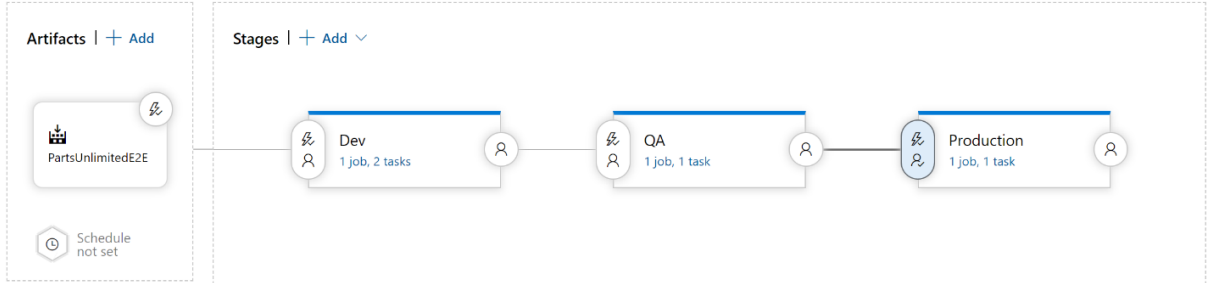 Artifacts | + Add
Stages | + Add
PartsUnlimitedE2E
Schedule
not set
Dev
1 job, 2 tasks
QA
1 job, 1 task
Production
1 job, 1 task